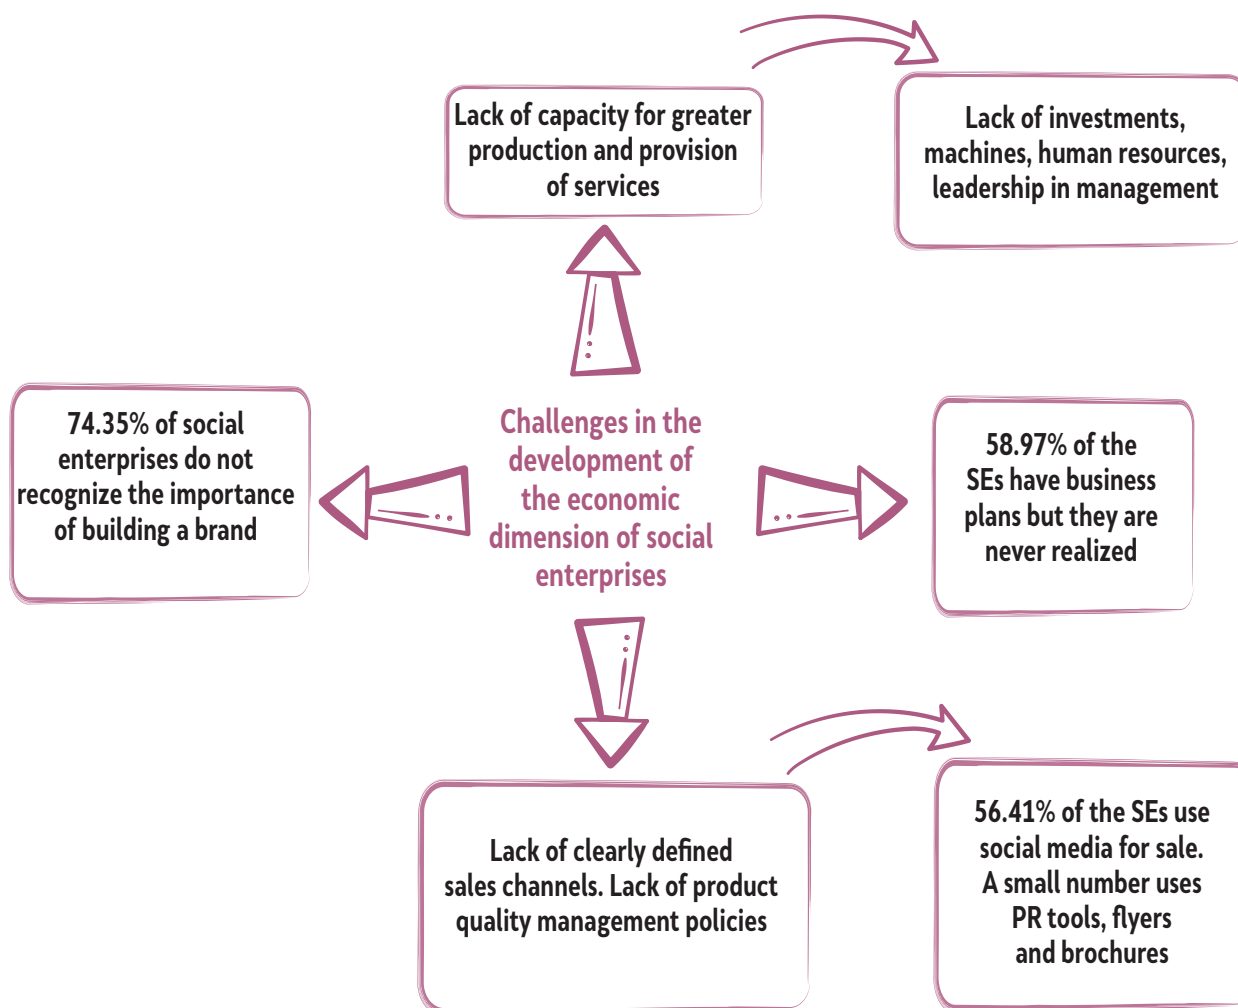 Lack of capacity for greater
production and provision
of services
Lack of investments,
machines, human resources,
leadership in management
74.35% of social
enterprises do not
recognize the importance
of building a brand
Challenges in the
development of
the economic
dimension of social
enterprises
58.97% of the
SEs have business
plans but they are
never realized
Lack of clearly defined
sales channels. Lack of product
quality management policies
56.41% of the SEs use
social media for sale.
A small number uses
PR tools, flyers
and brochures